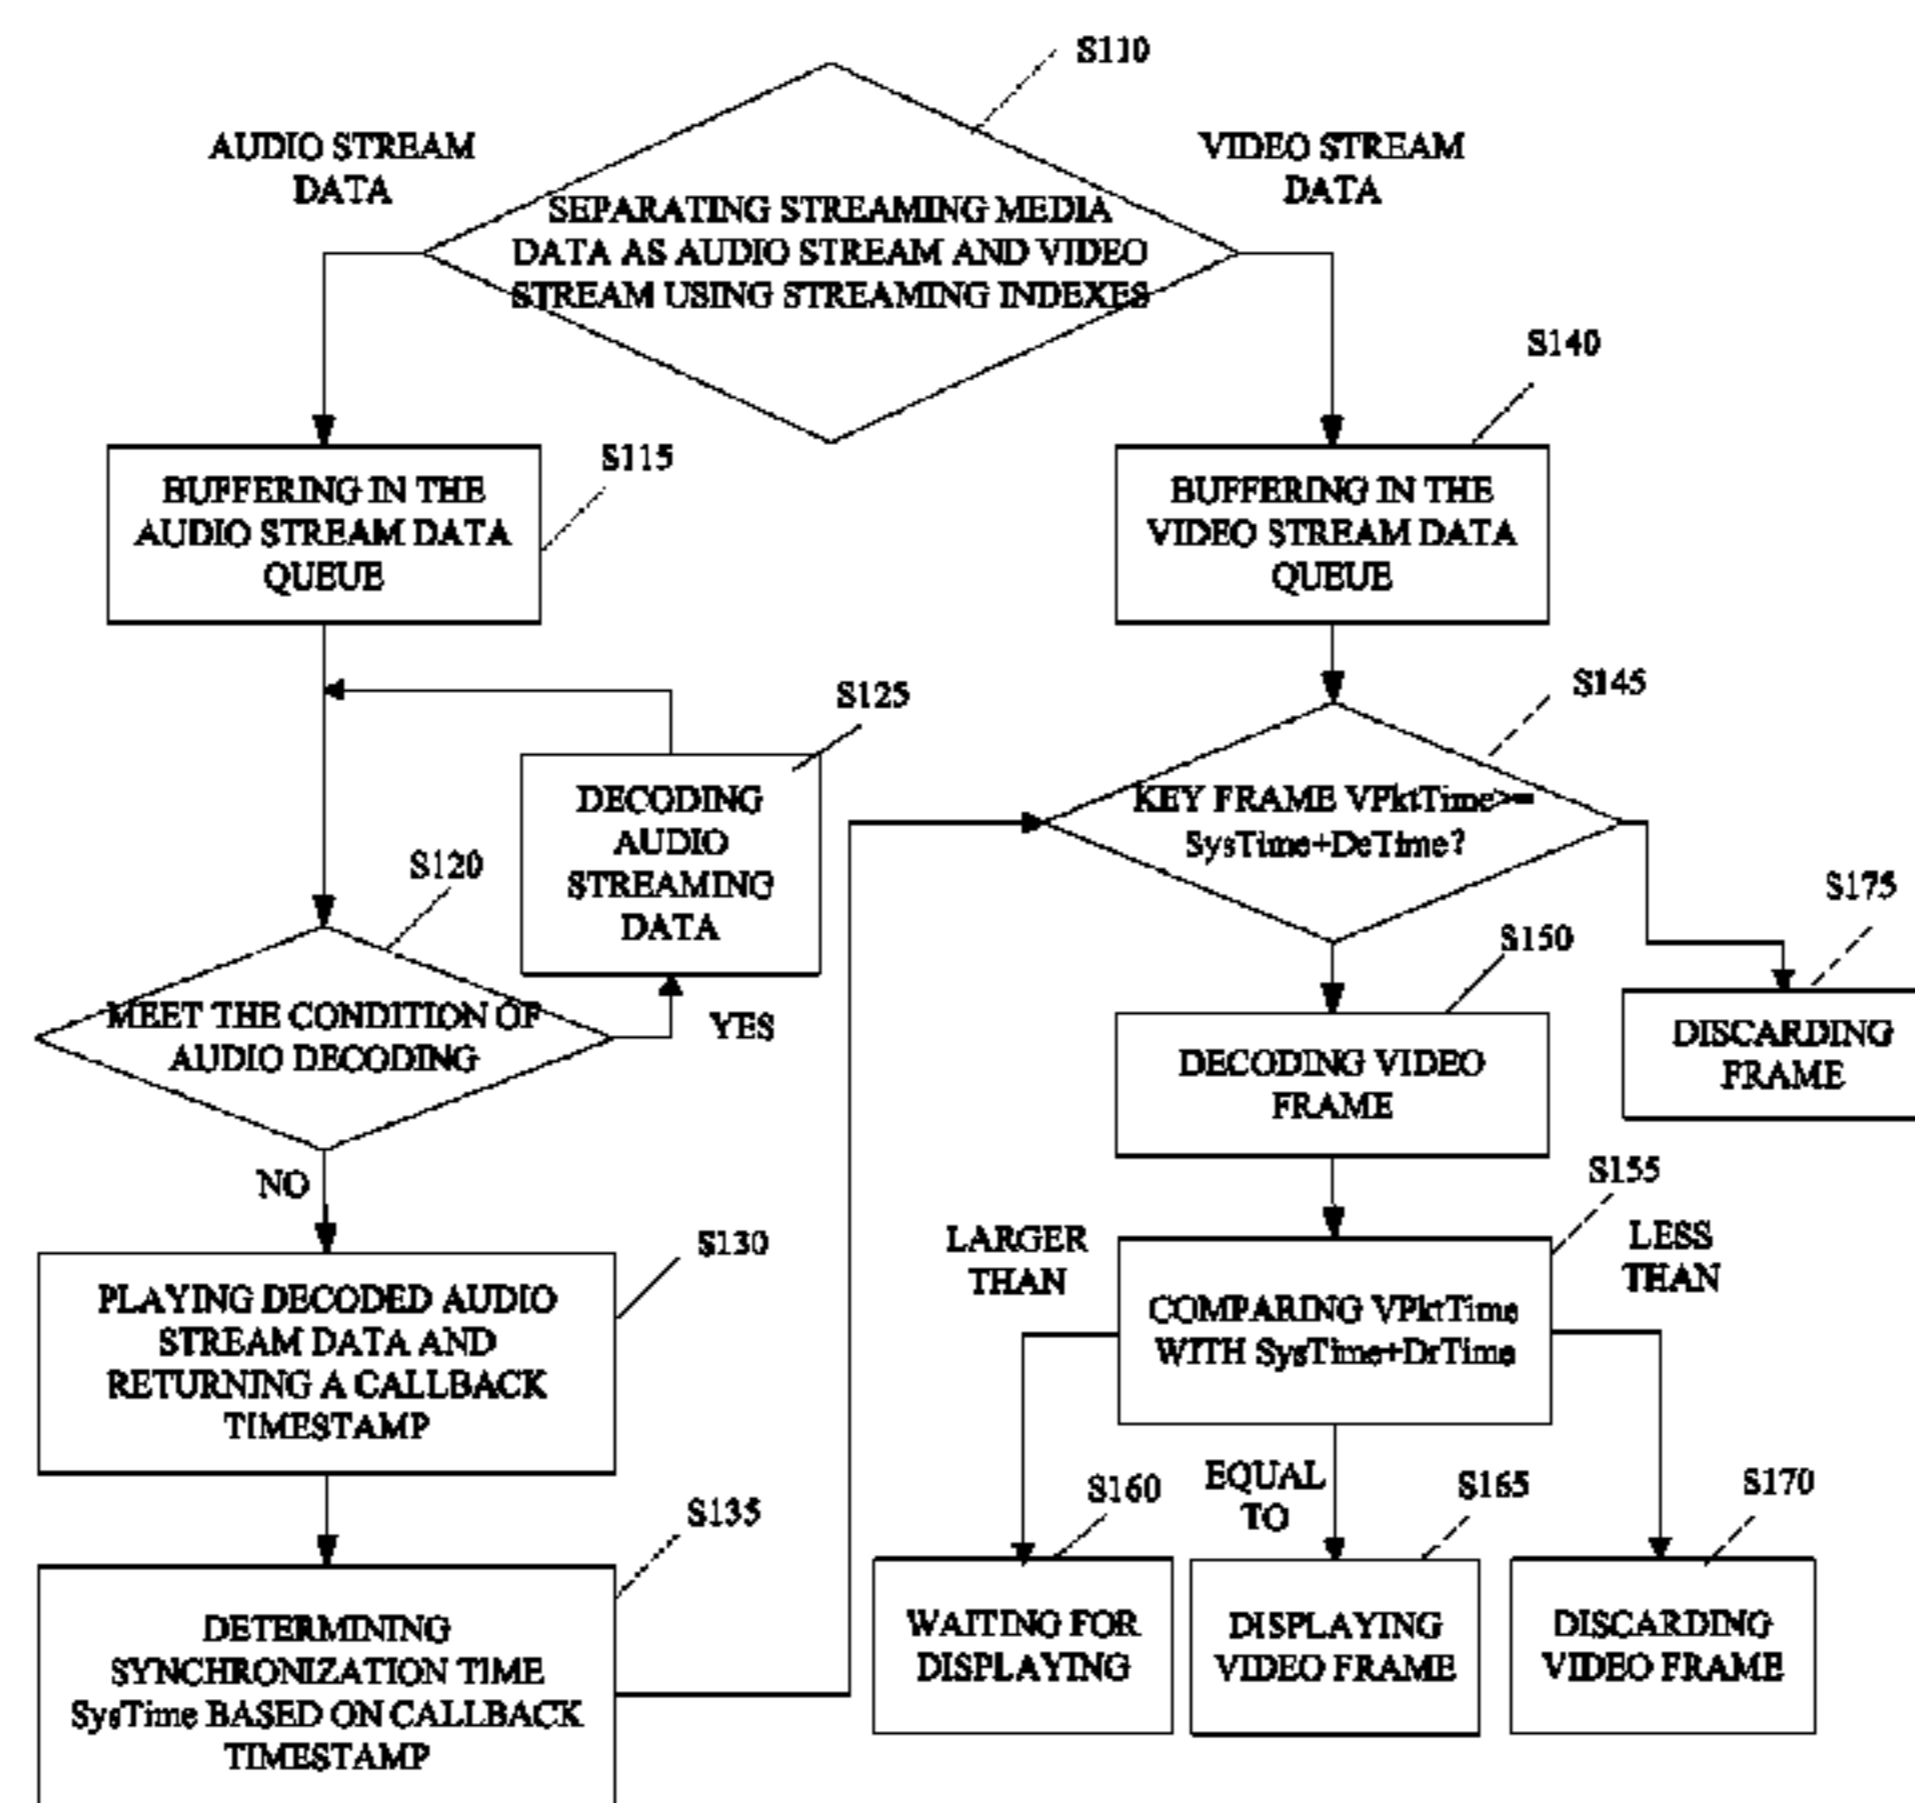 S110
AUDIO STREAM
DATA
VIDEO STREAM
DATA
SEPARATING STREAMING MEDIA
DATA AS AUDIO STREAM AND VIDEO
STREAM USING STREAMING INDEXES
S140
S115
BUFFERING IN THE
AUDIO STREAM DATA
QUEUE
BUFFERING IN THE
VIDEO STREAM DATA
QUEUE
S125
S145
DECODING
AUDIO
STREAMING
DATA
KEY FRAME VPktTime>=
SysTime+DeTime?
S120
S175
S150
MEET THE CONDITION OF
AUDIO DECODING
YES
DISCARDING
FRAME
DECODING VIDEO
FRAME
NO
S155
S130
LARGER
THAN
LESS
THAN
PLAYING DECODED AUDIO
STREAM DATA AND
RETURNING A CALLBACK
TIMESTAMP
COMPARING VPktTime
WITH SysTime+DrTime
S135
S160
EQUAL
TO
S165
S170
DETERMINING
SYNCHRONIZATION TIME
SysTime BASED ON CALLBACK
TIMESTAMP
WAITING FOR
DISPLAYING
DISPLAYING
VIDEO FRAME
DISCARDING
VIDEO FRAME